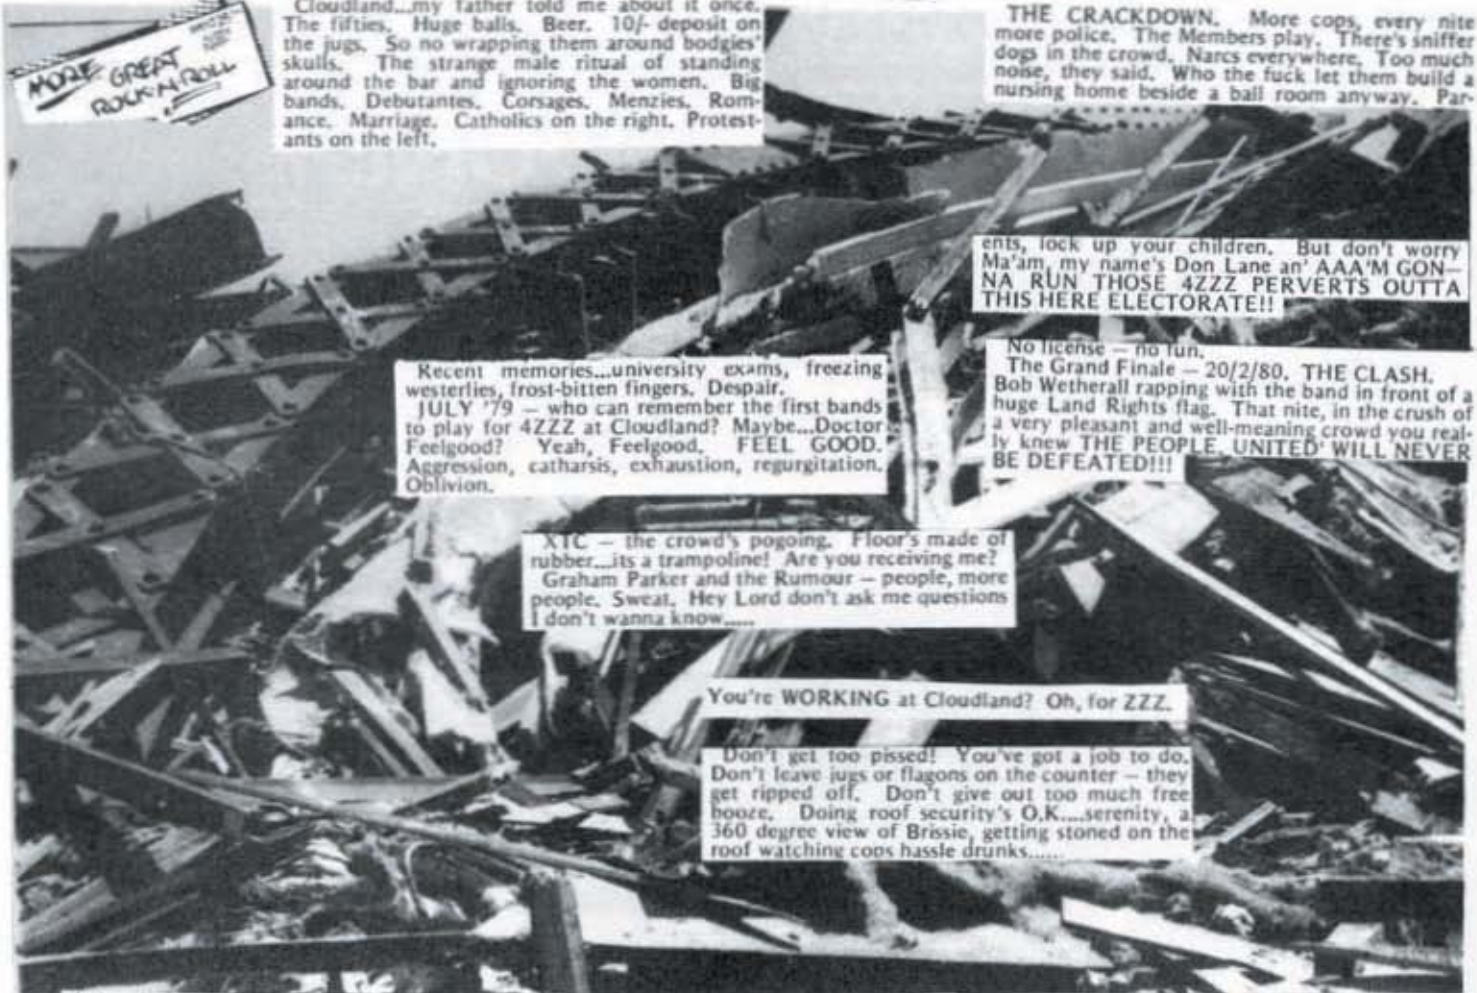 MORE GREAT
ROCK-N-ROLL
Cloudland...my father told me about it once.
The fifties. Huge balls. Beer. 10/- deposit on
the jugs. So no wrapping them around bodgies'
skulls. The strange male ritual of standing
around the bar and ignoring the women. Big
bands. Debutantes. Corsages. Menzies. Rom-
ance. Marriage. Catholics on the right. Protest-
ants on the left.
Recent memories...university exams, freezing
westerlies, frost-bitten fingers. Despair.
JULY '79 — who can remember the first bands
to play for 4ZZZ at Cloudland? Maybe...Doctor
Feelgood? Yeah, Feelgood. FEEL GOOD.
Aggression, catharsis, exhaustion, regurgitation.
Oblivion.
XTC — the crowd's pogoing. Floor's made of
rubber...its a trampoline! Are you receiving me?
Graham Parker and the Rumour — people, more
people. Sweat. Hey Lord don't ask me questions
I don't wanna know.....
You're WORKING at Cloudland? Oh, for ZZZ.
Don't get too pissed! You've got a job to do.
Don't leave jugs or flagons on the counter — they
get ripped off. Don't give out too much free
booze. Doing roof security's O.K....serenity, a
360 degree view of Brissie, getting stoned on the
roof watching cops hassle drunks......
THE CRACKDOWN. More cops, every nite
more police. The Members play. There's sniffer
dogs in the crowd. Narcs everywhere. Too much
noise, they said. Who the fuck let them build a
nursing home beside a ball room anyway. Par-
ents, lock up your children. But don't worry
Ma'am, my name's Don Lane an' AAA'M GON—
NA RUN THOSE 4ZZZ PERVERTS OUTTA
THIS HERE ELECTORATE!!
No license — no fun.
The Grand Finale — 20/2/80. THE CLASH.
Bob Wetherall rapping with the band in front of a
huge Land Rights flag. That nite, in the crush of
a very pleasant and well-meaning crowd you real-
ly knew THE PEOPLE, UNITED' WILL NEVER
BE DEFEATED!!!